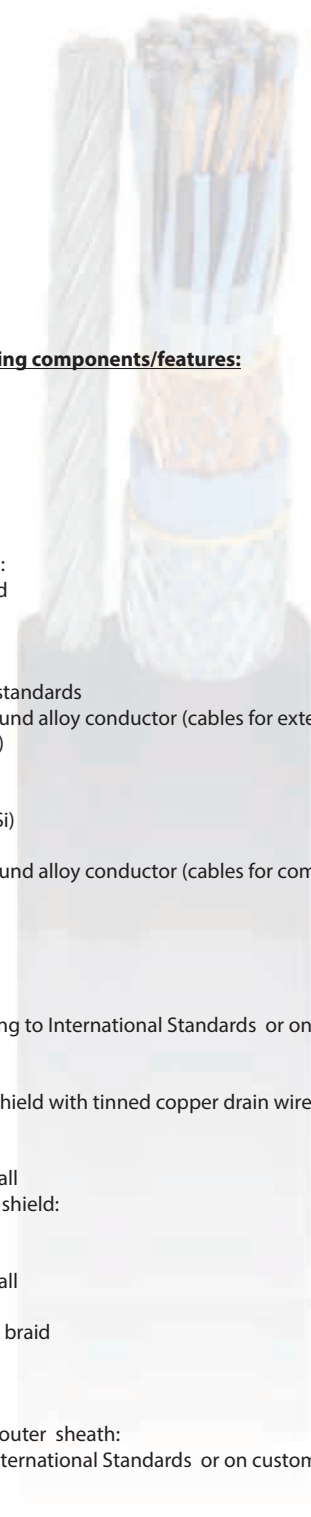 ing components/features:
:
d
standards
und alloy conductor (cables for exte
)
Si)
und alloy conductor (cables for com
ng to International Standards or on
hield with tinned copper drain wire
all
shield:
all
braid
outer sheath:
ternational Standards or on custom